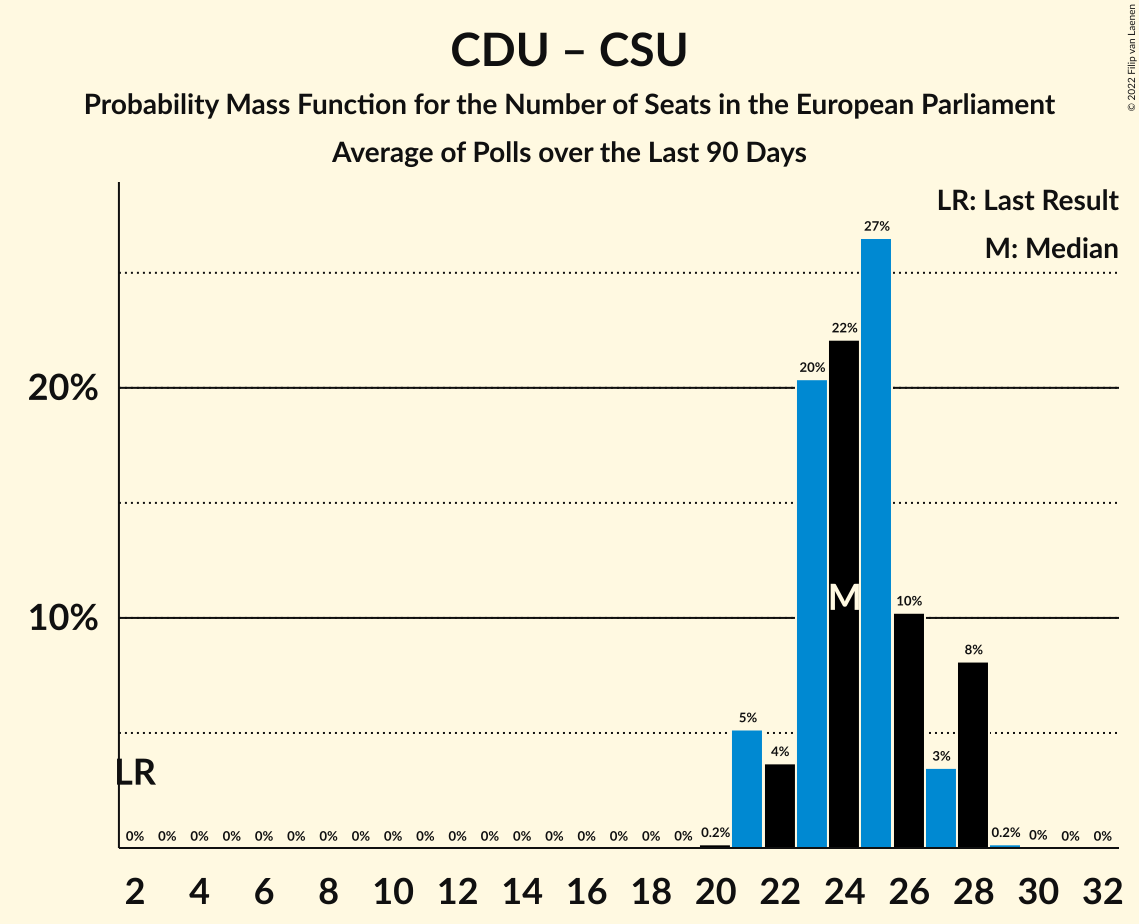 CDU – CSU
Probability Mass Function for the Number of Seats in the European Parliament
Average of Polls over the Last 90 Days
© 2022 Filip van Laenen
LR: Last Result
M: Median
20%
10%
27%
22%
20%
M
10%
8%
5%
4%
3%
LR
0% 0% 0% 0% 0% 0% 0% 0% 0% 0% 0% 0% 0% 0% 0% 0% 0% 0% 0.2% 0.2% 0% 0% 0%
2 4 6 8 10 12 14 16 18 20 22 24 26 28 30 32